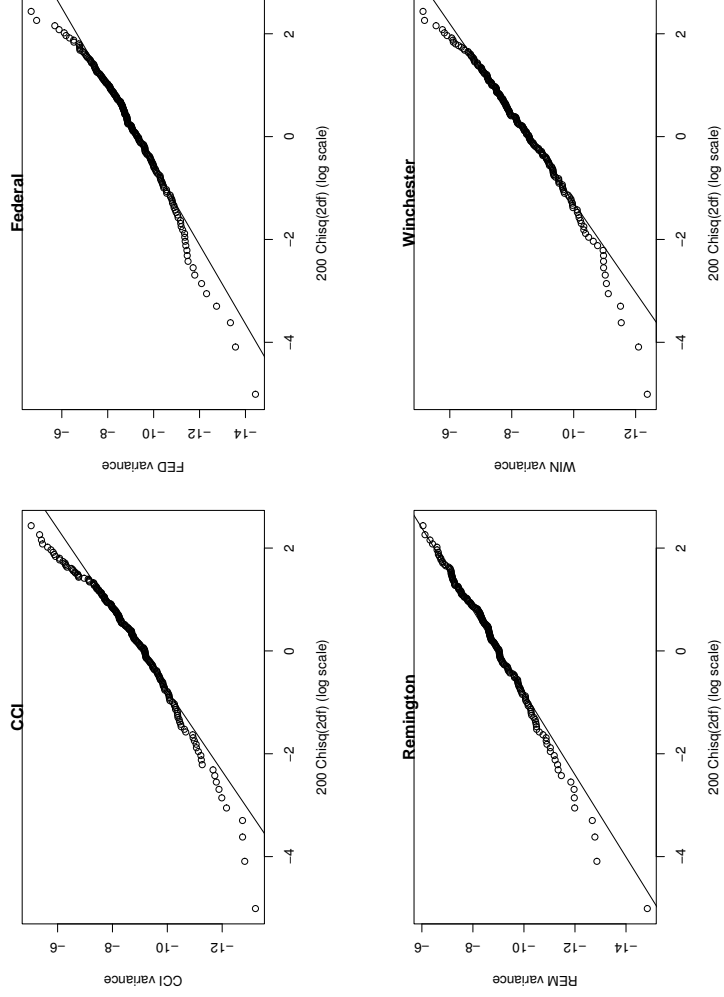 CCI
CCI variance
−6
−8
−10
−12
−4
−2
0
2
200 Chisq(2df) (log scale)
Federal
FED variance
−6
−8
−10
−12
−14
−4
−2
0
2
200 Chisq(2df) (log scale)
Remington
REM variance
−6
−8
−10
−12
−14
−4
−2
0
2
200 Chisq(2df) (log scale)
Winchester
WIN variance
−6
−8
−10
−12
−4
−2
0
2
200 Chisq(2df) (log scale)